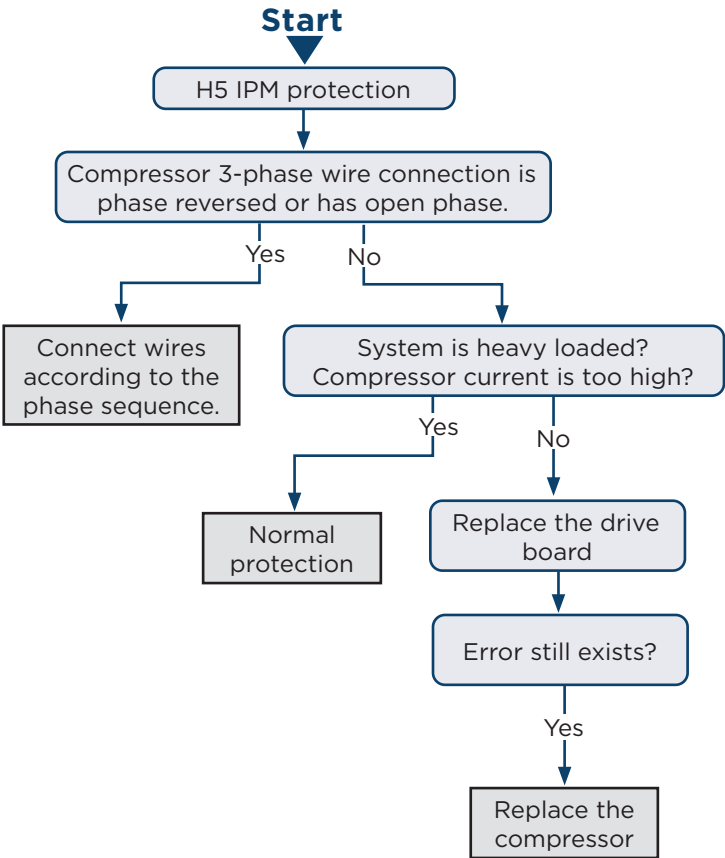 Start
H5 IPM protection
Compressor 3-phase wire connection is
phase reversed or has open phase.
Yes
No
Connect wires
according to the
phase sequence.
System is heavy loaded?
Compressor current is too high?
Yes
No
Normal
protection
Replace the drive
board
Error still exists?
Yes
Replace the
compressor